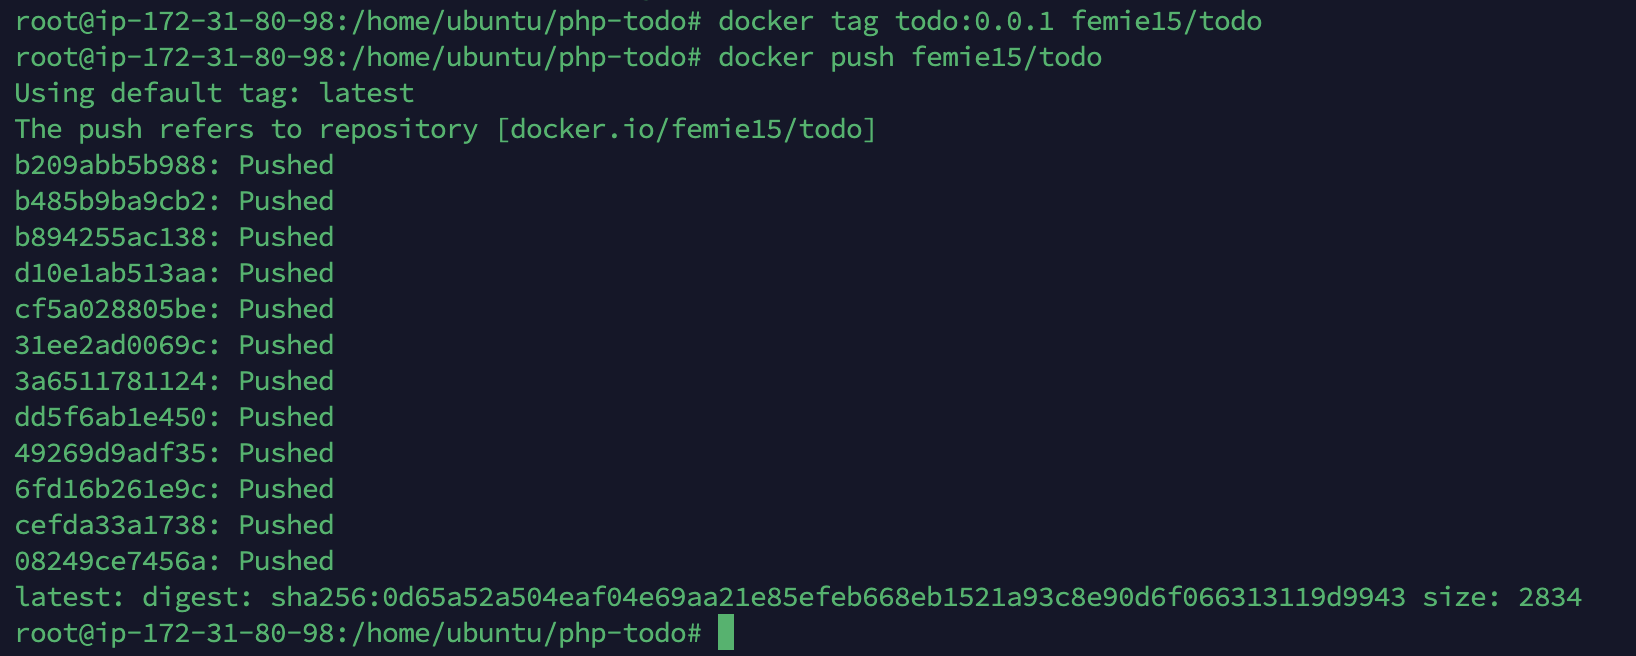 root@ip-172-31-80-98:/home/ubuntu/php-todo# docker tag todo:0.0.1 femie15/todo
root@ip-172-31-80-98:/home/ubuntu/php-todo# docker push femie15/todo
Using default tag: latest
The push refers to repository [docker.io/femie15/todo]
b209abb5b988: Pushed
b485b9ba9cb2: Pushed
b894255ac138: Pushed
d10e1ab513aa: Pushed
cf5a028805be: Pushed
31ee2ad0069c: Pushed
3a6511781124: Pushed
dd5f6ab1e450: Pushed
49269d9adf35: Pushed
6fd16b261e9c: Pushed
cefda33a1738: Pushed
08249ce7456a: Pushed
latest: digest: sha256:0d65a52a504eaf04e69aa21e85efeb668eb1521a93c8e90d6f066313119d9943 size: 2834
root@ip-172-31-80-98:/home/ubuntu/php-todo#